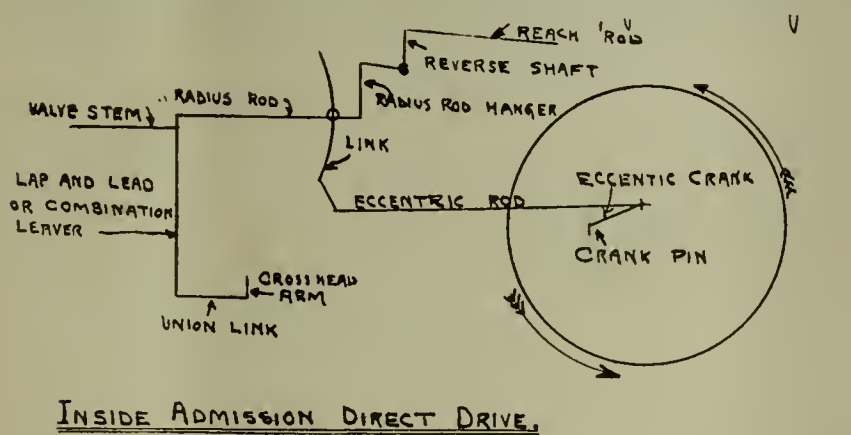 REACH ROD
REVERSE SHAFT
RADIUS ROD
RADIUS ROD HANGER
VALVE STEM
LINK
LAP AND LEAD
OR COMBINATION
LEAVER
ECCENTRIC ROD
ECCENTIC CRANK
CRANK PIN
CROSS HEAD
ARM
UNION LINK
INSIDE ADMISSION DIRECT DRIVE.